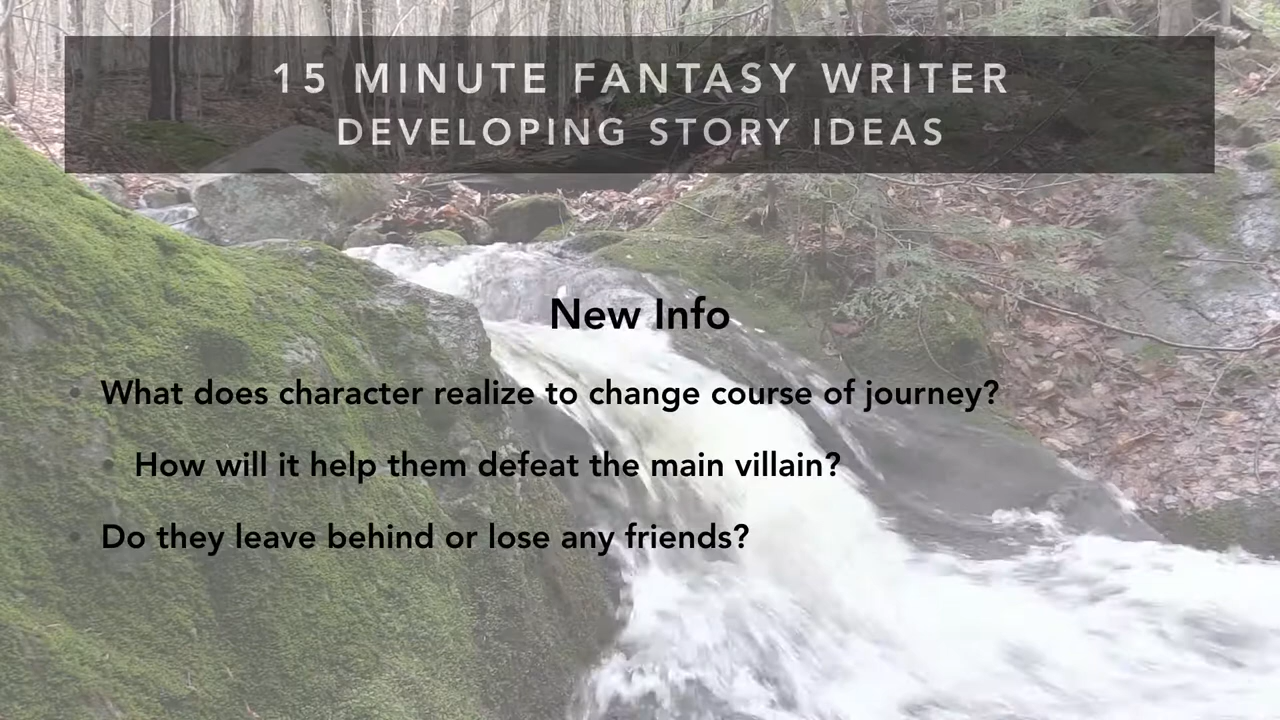 15 MINUTE FANTASY WRITER
DEVELOPING STORY IDEAS
New Info
• What does character realize to change course of journey?
• How will it help them defeat the main villain?
• Do they leave behind or lose any friends?